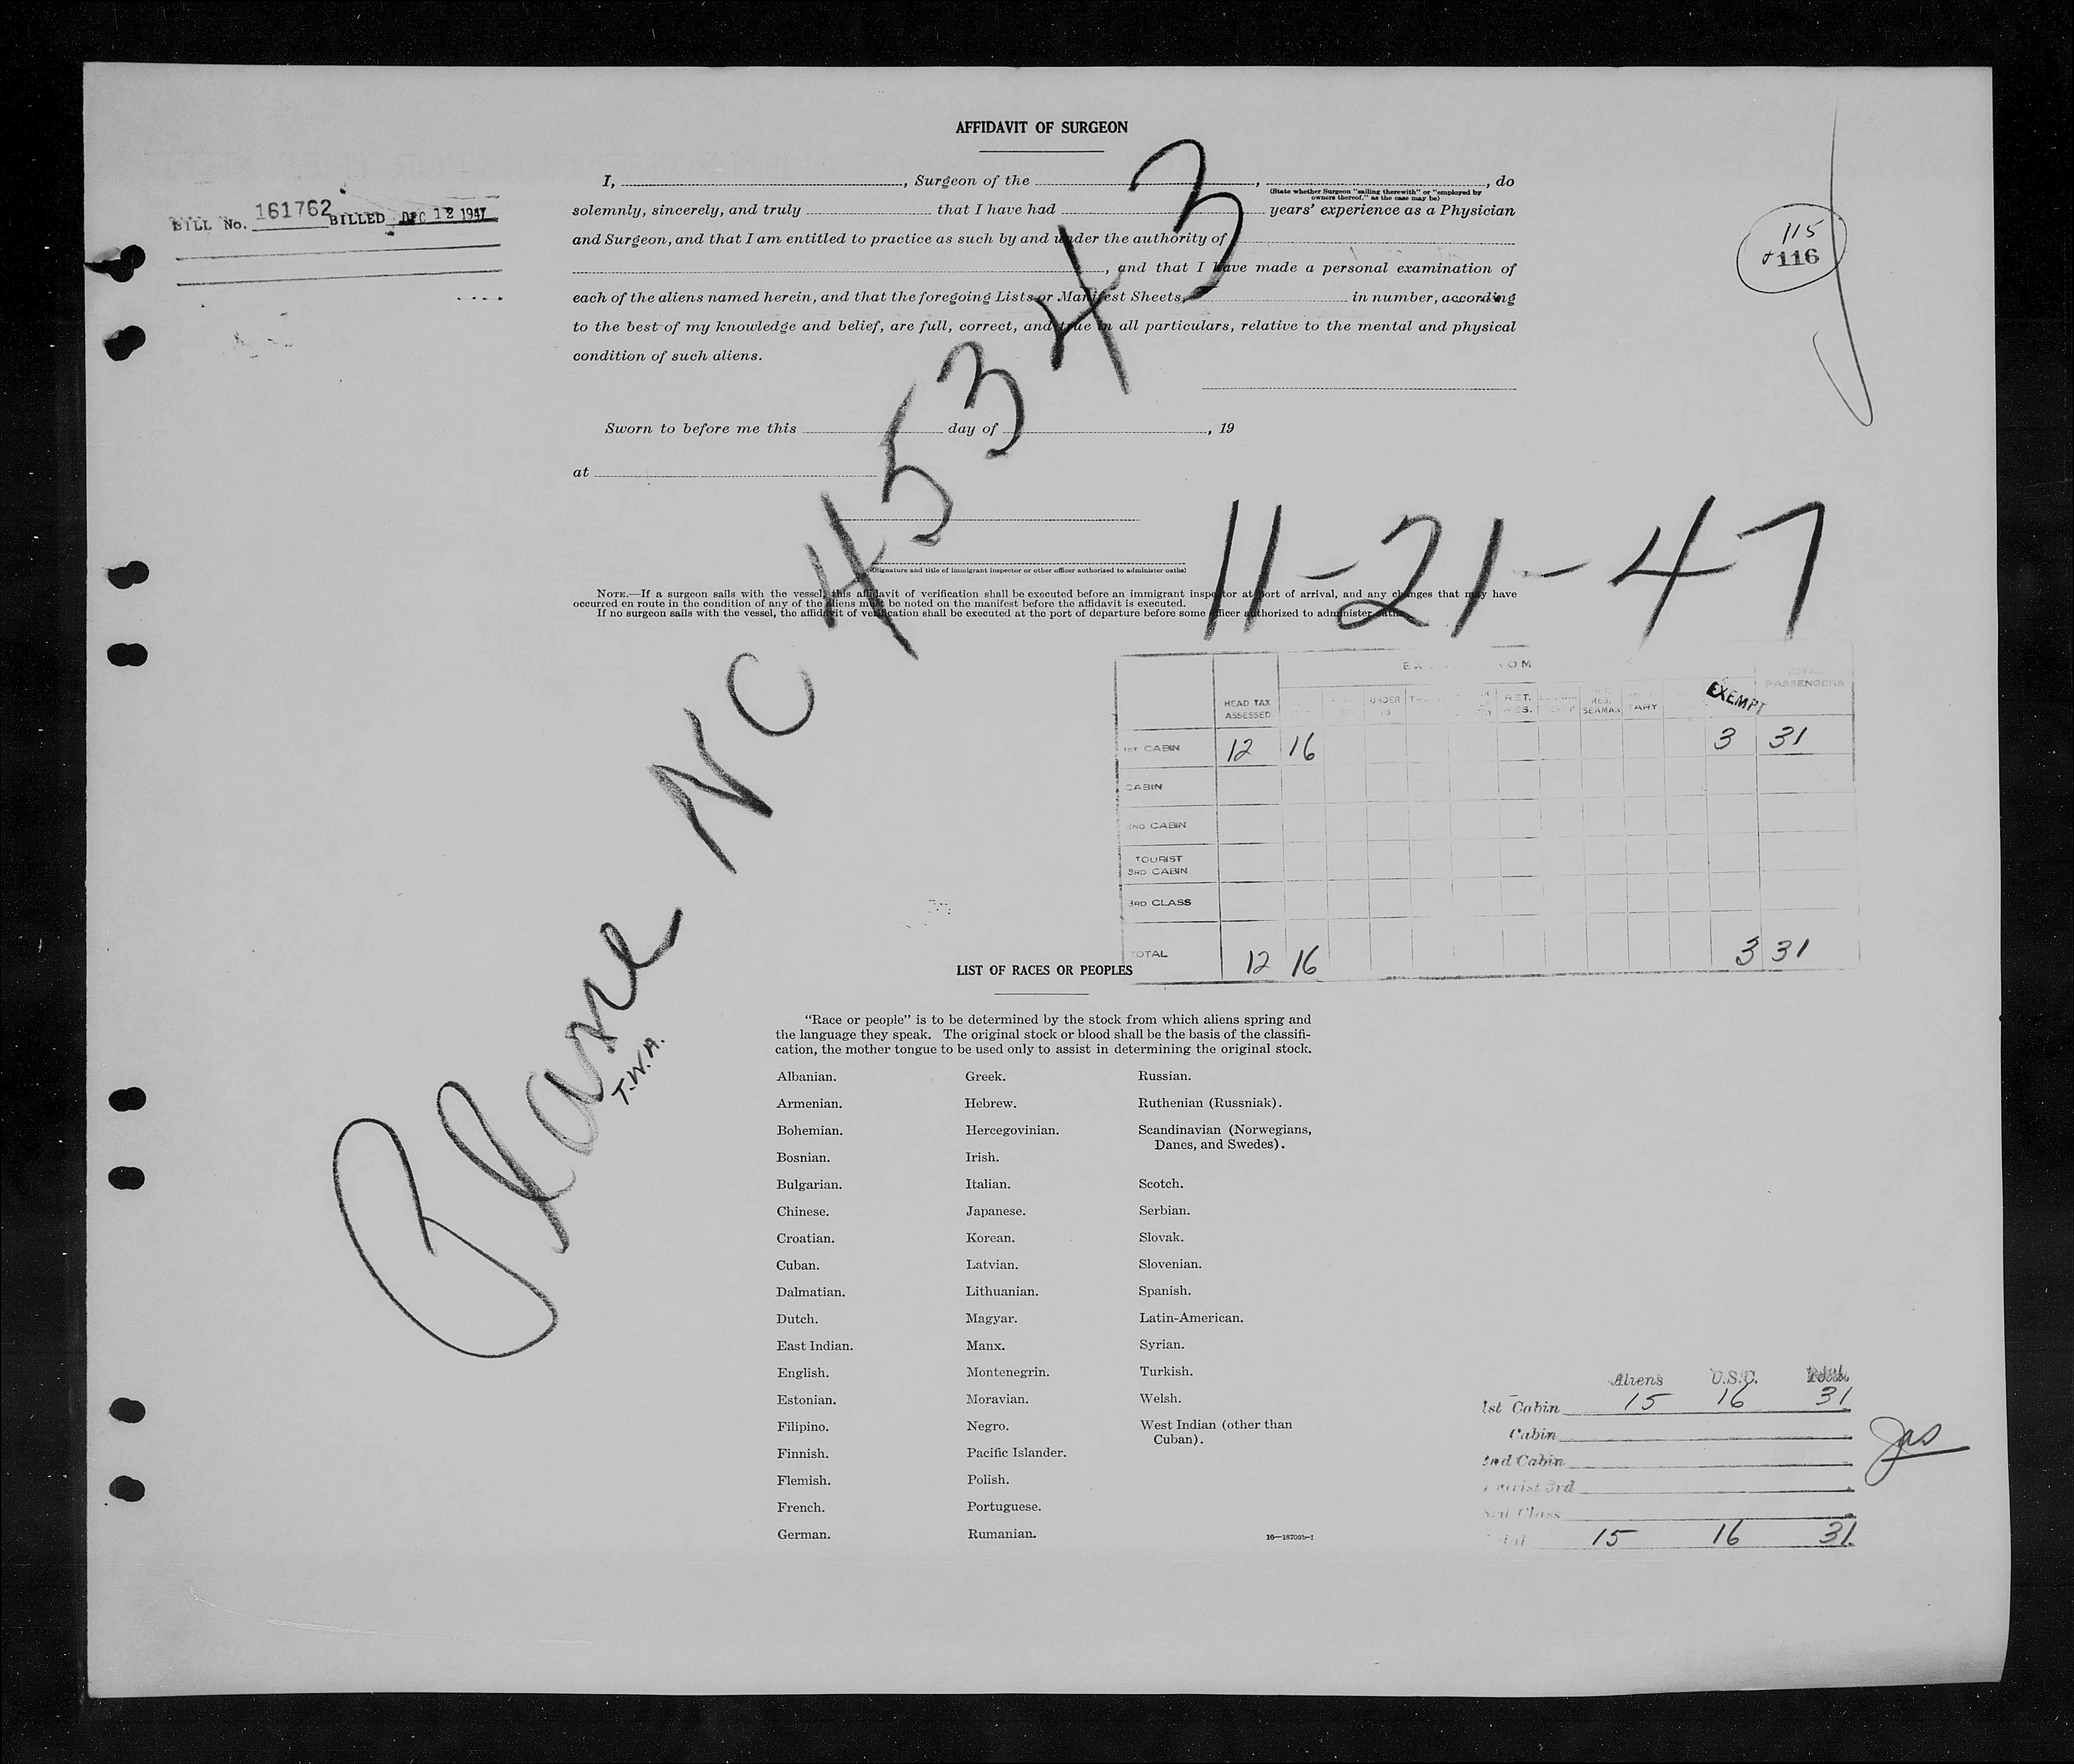 AFFIDAVIT OF SURGEON
I, , Surgeon of the , , do
(State whether Surgeon "sailing therewith" or "employed by
owners thereof," as the case may be)
solemnly, sincerely, and truly that I have had years' experience as a Physician
and Surgeon, and that I am entitled to practice as such by and under the authority of
, and that I have made a personal examination of
each of the aliens named herein, and that the foregoing Lists or Manifest Sheets, in number, according
to the best of my knowledge and belief, are full, correct, and true in all particulars, relative to the mental and physical
condition of such aliens.
BILL No. 161762 BILLED DEC 12 1947
115
+116
Sworn to before me this day of , 19
at
(Signature and title of immigrant inspector or other officer authorized to administer oaths)
NOTE.—If a surgeon sails with the vessel, this affidavit of verification shall be executed before an immigrant inspector at port of arrival, and any changes that may have
occurred en route in the condition of any of the aliens must be noted on the manifest before the affidavit is executed.
If no surgeon sails with the vessel, the affidavit of verification shall be executed at the port of departure before some officer authorized to administer oaths.
Plane NC 45343
T.W.A.
11-21-47
HEAD TAX
ASSESSED
UNDER
RET.
RES.
RES.
SEAMAN
TARY
EXEMPT
PASSENGERS
1ST CABIN 12 16 3 31
CABIN
2ND CABIN
TOURIST
3RD CABIN
3RD CLASS
TOTAL 12 16 3 31
LIST OF RACES OR PEOPLES
"Race or people" is to be determined by the stock from which aliens spring and
the language they speak. The original stock or blood shall be the basis of the classifi-
cation, the mother tongue to be used only to assist in determining the original stock.
Albanian.
Armenian.
Bohemian.
Bosnian.
Bulgarian.
Chinese.
Croatian.
Cuban.
Dalmatian.
Dutch.
East Indian.
English.
Estonian.
Filipino.
Finnish.
Flemish.
French.
German.
Greek.
Hebrew.
Hercegovinian.
Irish.
Italian.
Japanese.
Korean.
Latvian.
Lithuanian.
Magyar.
Manx.
Montenegrin.
Moravian.
Negro.
Pacific Islander.
Polish.
Portuguese.
Rumanian.
Russian.
Ruthenian (Russniak).
Scandinavian (Norwegians,
Danes, and Swedes).
Scotch.
Serbian.
Slovak.
Slovenian.
Spanish.
Latin-American.
Syrian.
Turkish.
Welsh.
West Indian (other than
Cuban).
16—18709b-1
Aliens U.S.C. Total
1st Cabin 15 16 31
Cabin
2nd Cabin
Tourist 3rd
3rd Class
Total 15 16 31
Jas